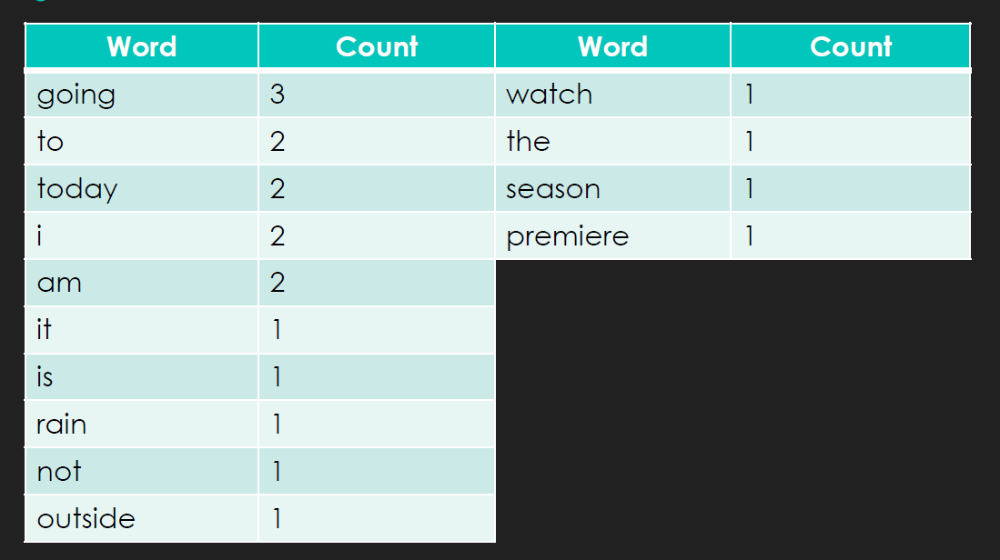 Word Count Word Count
going 3 watch 1
to 2 the 1
today 2 season 1
i 2 premiere 1
am 2
it 1
is 1
rain 1
not 1
outside 1